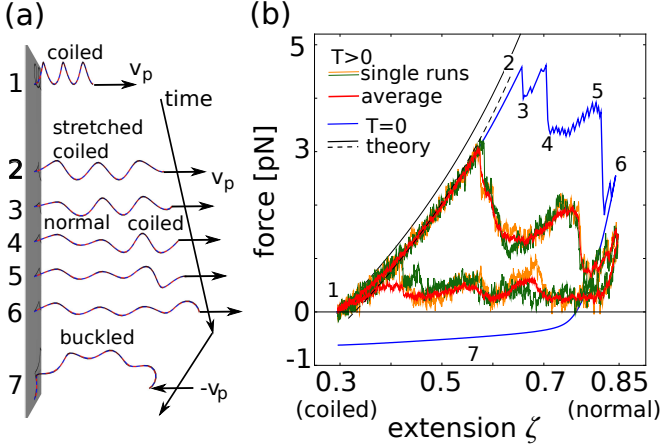 (a)
coiled
1
v_p
time
stretched
coiled
2
v_p
3
normal coiled
4
5
6
buckled
7
-v_p
(b)
5
3
1
0
-1
force [pN]
T>0
single runs
average
T=0
theory
1
2
3
4
5
6
7
0.3 0.5 0.7 0.85
(coiled) extension ζ (normal)